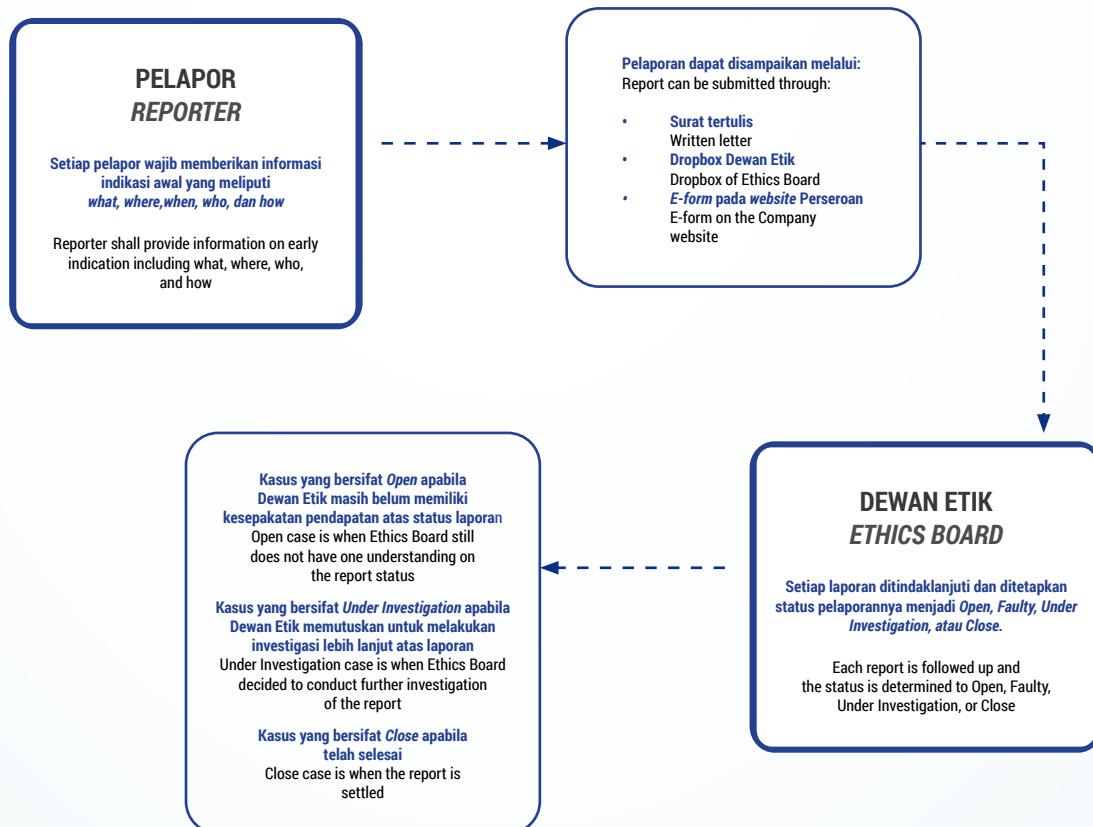 PELAPOR
REPORTER
Setiap pelapor wajib memberikan informasi
indikasi awal yang meliputi
what, where,when, who, dan how
Reporter shall provide information on early
indication including what, where, who,
and how
Pelaporan dapat disampaikan melalui:
Report can be submitted through:
• Surat tertulis
Written letter
• Dropbox Dewan Etik
Dropbox of Ethics Board
• E-form pada website Perseroan
E-form on the Company
website
DEWAN ETIK
ETHICS BOARD
Setiap laporan ditindaklanjuti dan ditetapkan
status pelaporannya menjadi Open, Faulty, Under
Investigation, atau Close.
Each report is followed up and
the status is determined to Open, Faulty,
Under Investigation, or Close
Kasus yang bersifat Open apabila
Dewan Etik masih belum memiliki
kesepakatan pendapatan atas status laporan
Open case is when Ethics Board still
does not have one understanding on
the report status
Kasus yang bersifat Under Investigation apabila
Dewan Etik memutuskan untuk melakukan
investigasi lebih lanjut atas laporan
Under Investigation case is when Ethics Board
decided to conduct further investigation
of the report
Kasus yang bersifat Close apabila
telah selesai
Close case is when the report is
settled